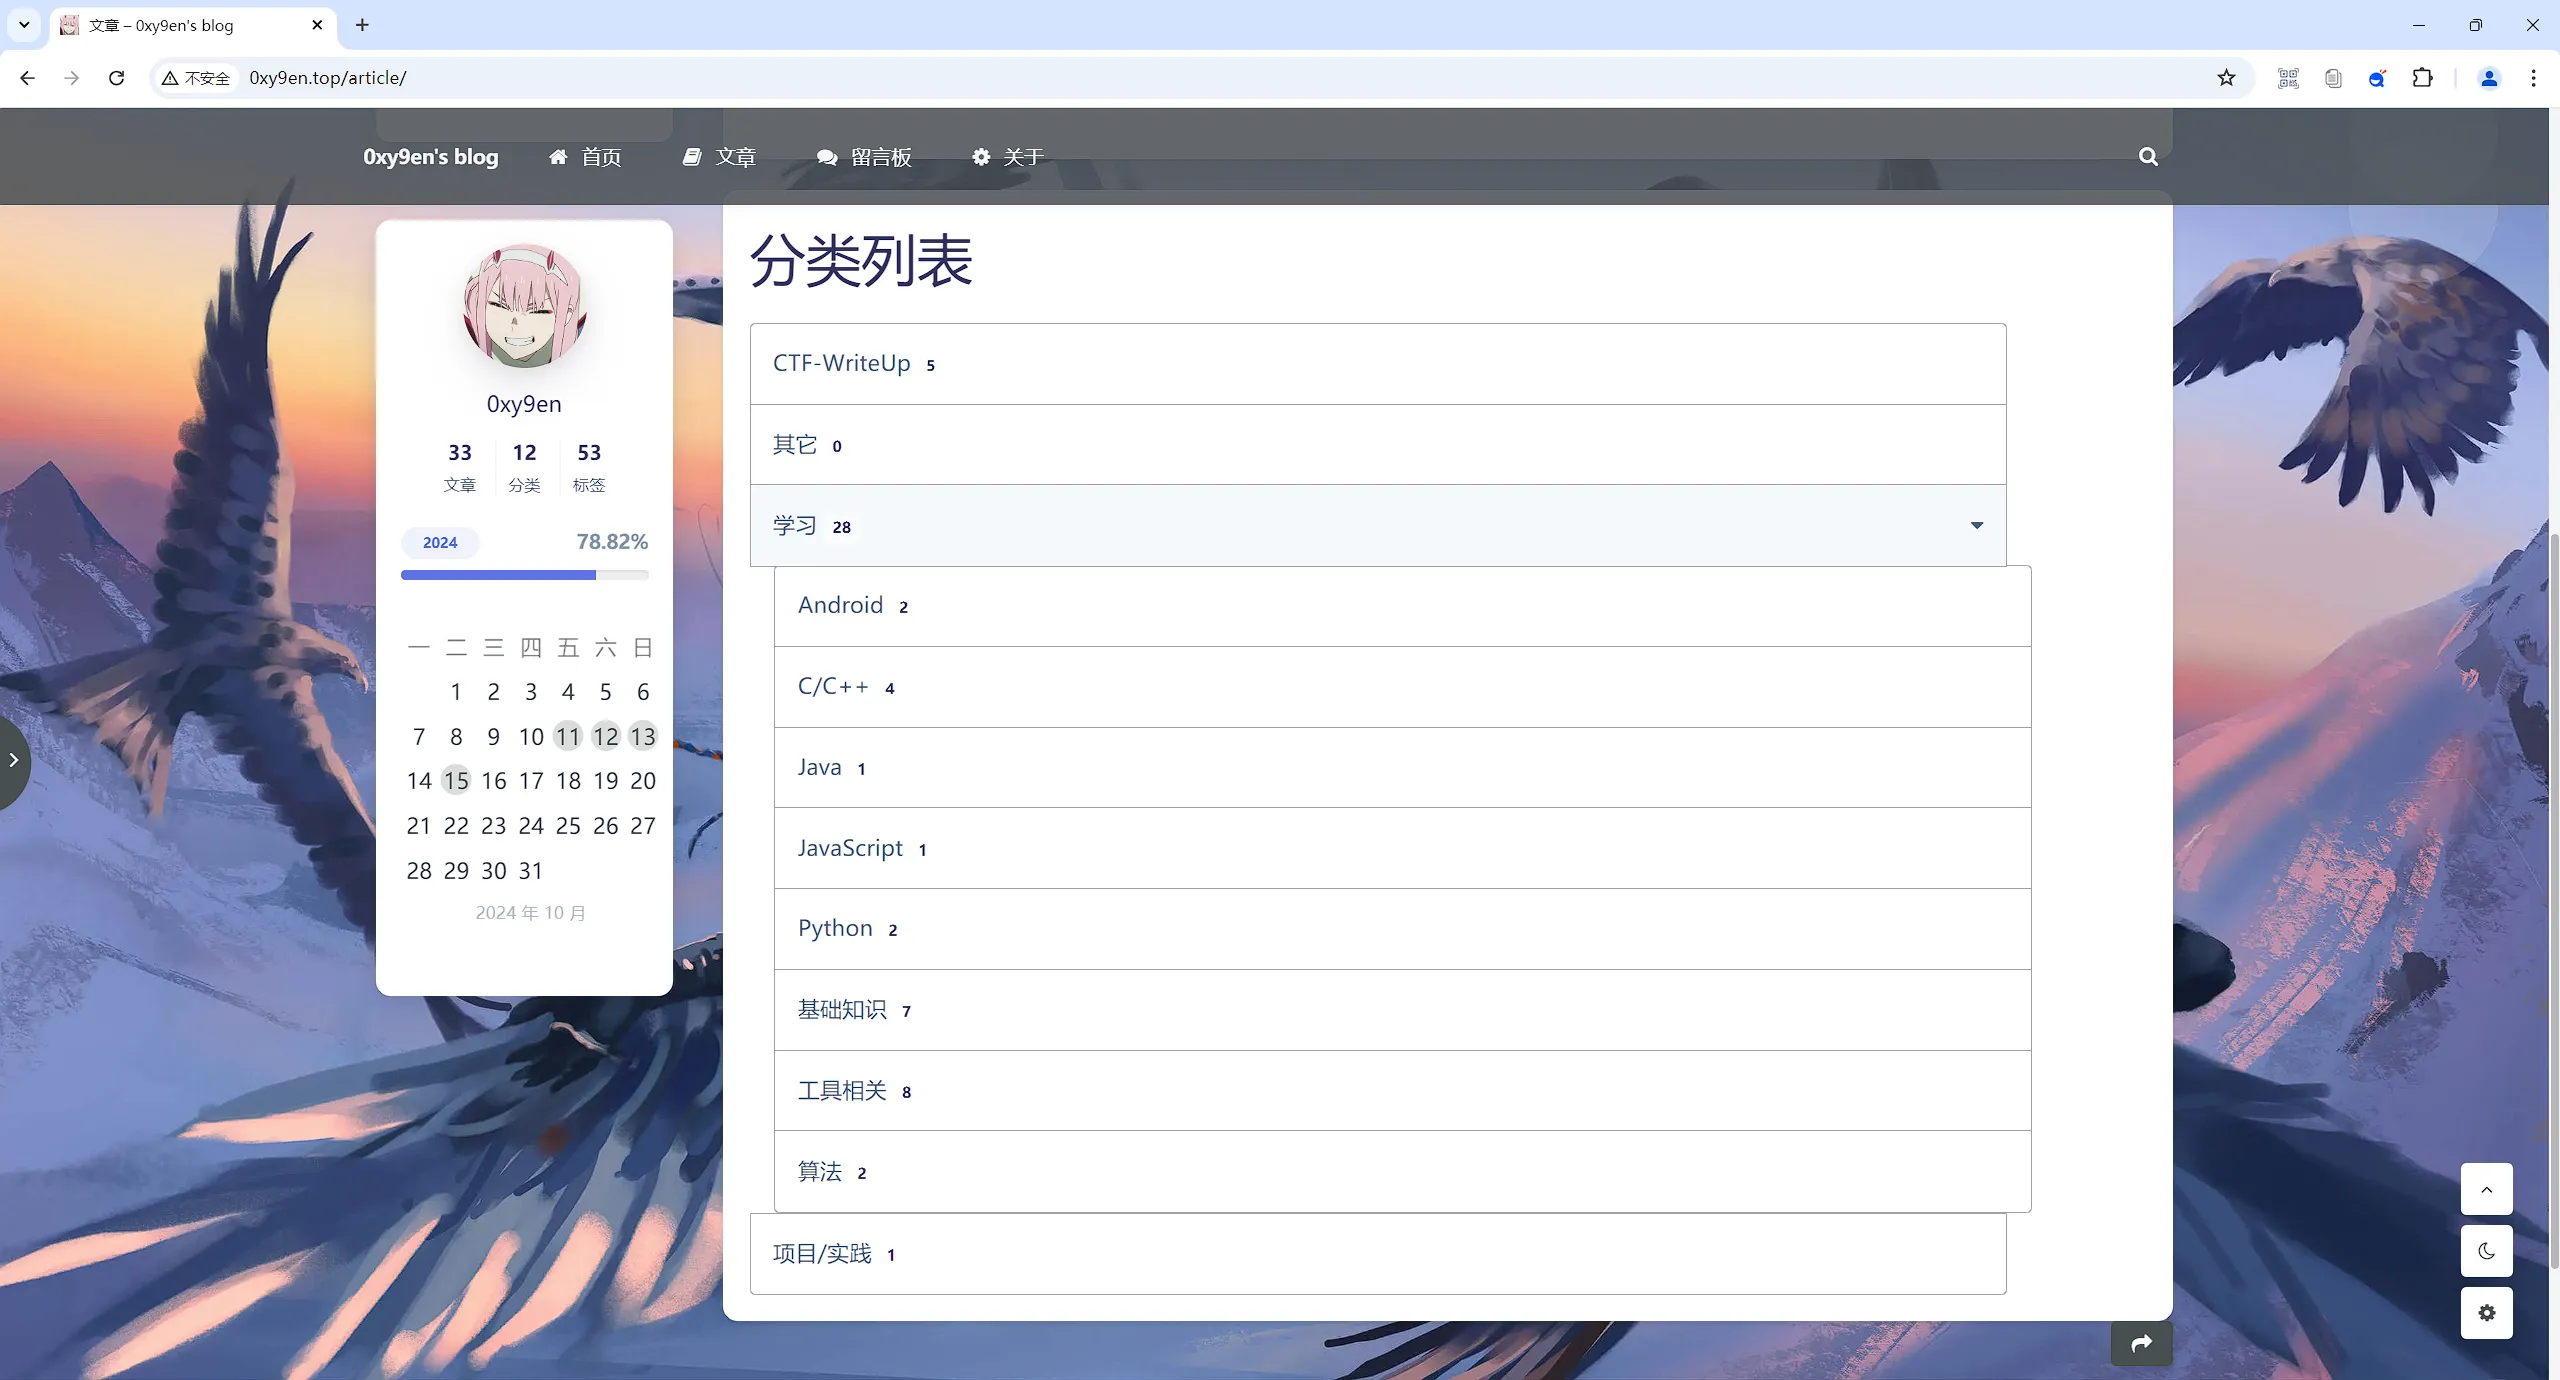 文章 – 0xy9en's blog
不安全 0xy9en.top/article/
0xy9en's blog 首页 文章 留言板 关于
0xy9en
33 12 53
文章 分类 标签
2024 78.82%
一 二 三 四 五 六 日
1 2 3 4 5 6
7 8 9 10 11 12 13
14 15 16 17 18 19 20
21 22 23 24 25 26 27
28 29 30 31
2024 年 10 月
分类列表
CTF-WriteUp 5
其它 0
学习 28
Android 2
C/C++ 4
Java 1
JavaScript 1
Python 2
基础知识 7
工具相关 8
算法 2
项目/实践 1